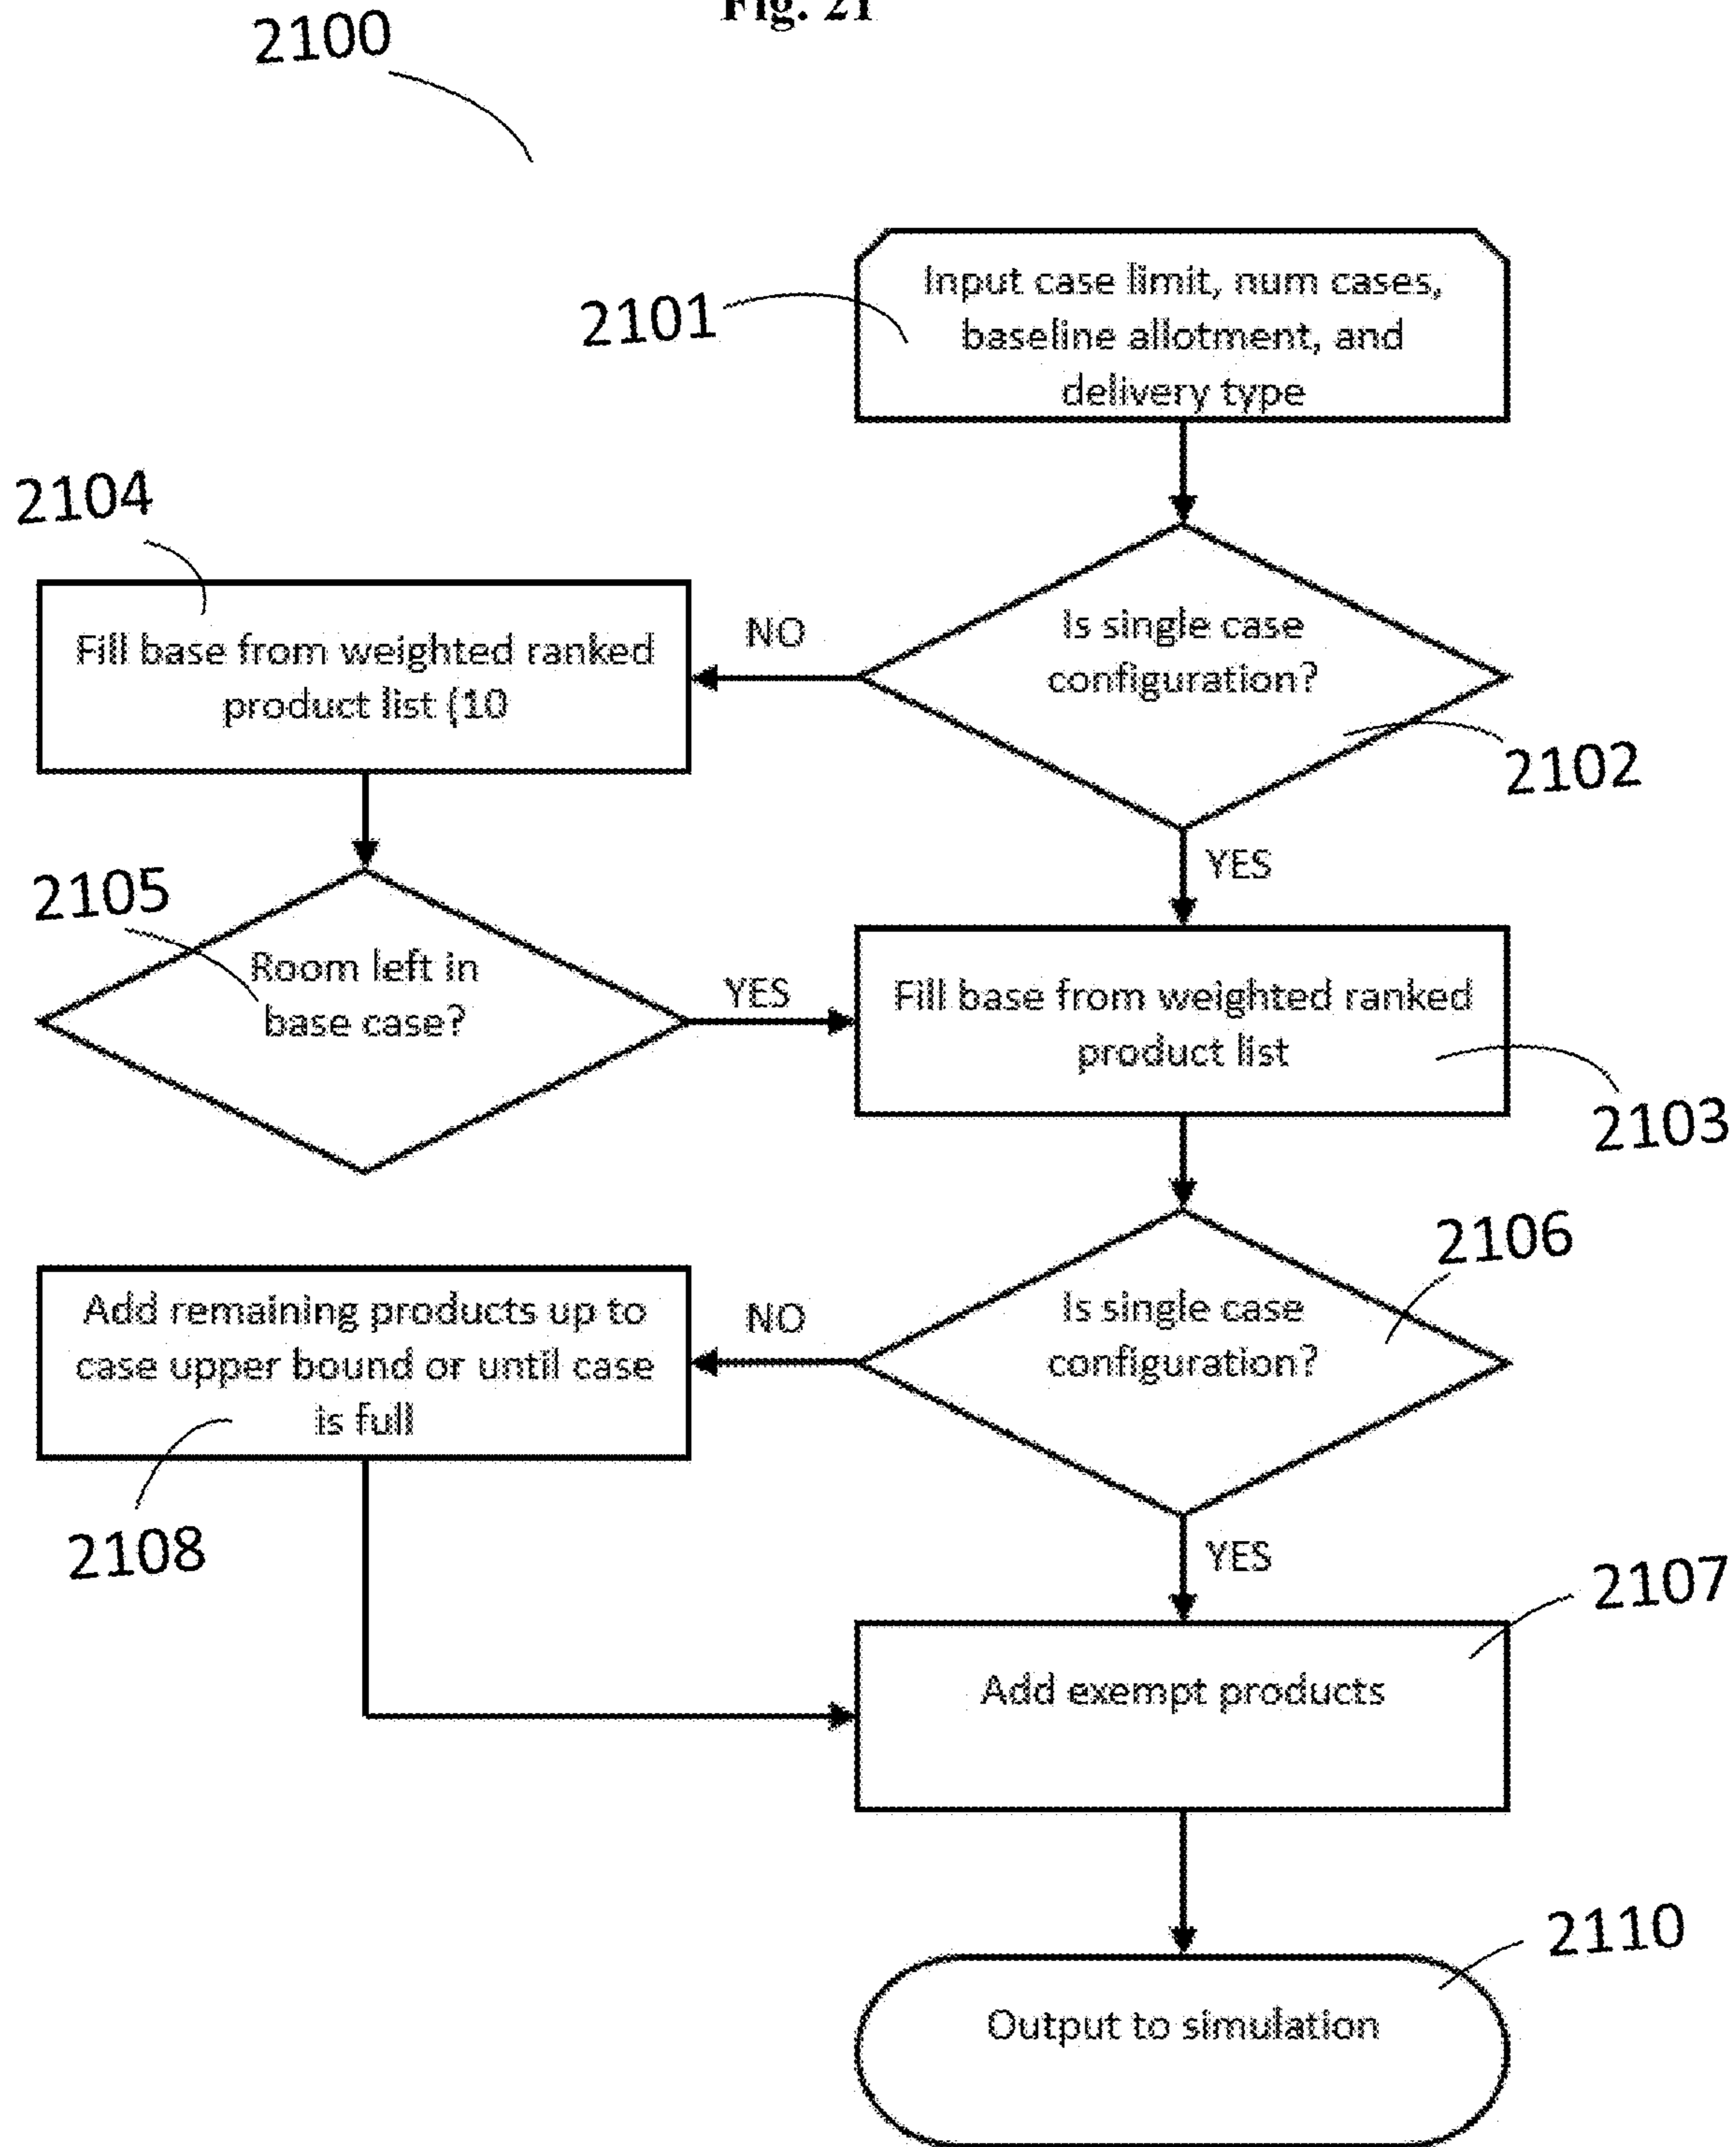 Fig. 21
2100
2101
Input case limit, num cases,
baseline allotment, and
delivery type
2104
Fill base from weighted ranked
product list (10
NO
Is single case
configuration?
2102
YES
2105
Room left in
base case?
YES
Fill base from weighted ranked
product list
2103
2106
Add remaining products up to
case upper bound or until case
is full
NO
Is single case
configuration?
2108
YES
2107
Add exempt products
2110
Output to simulation